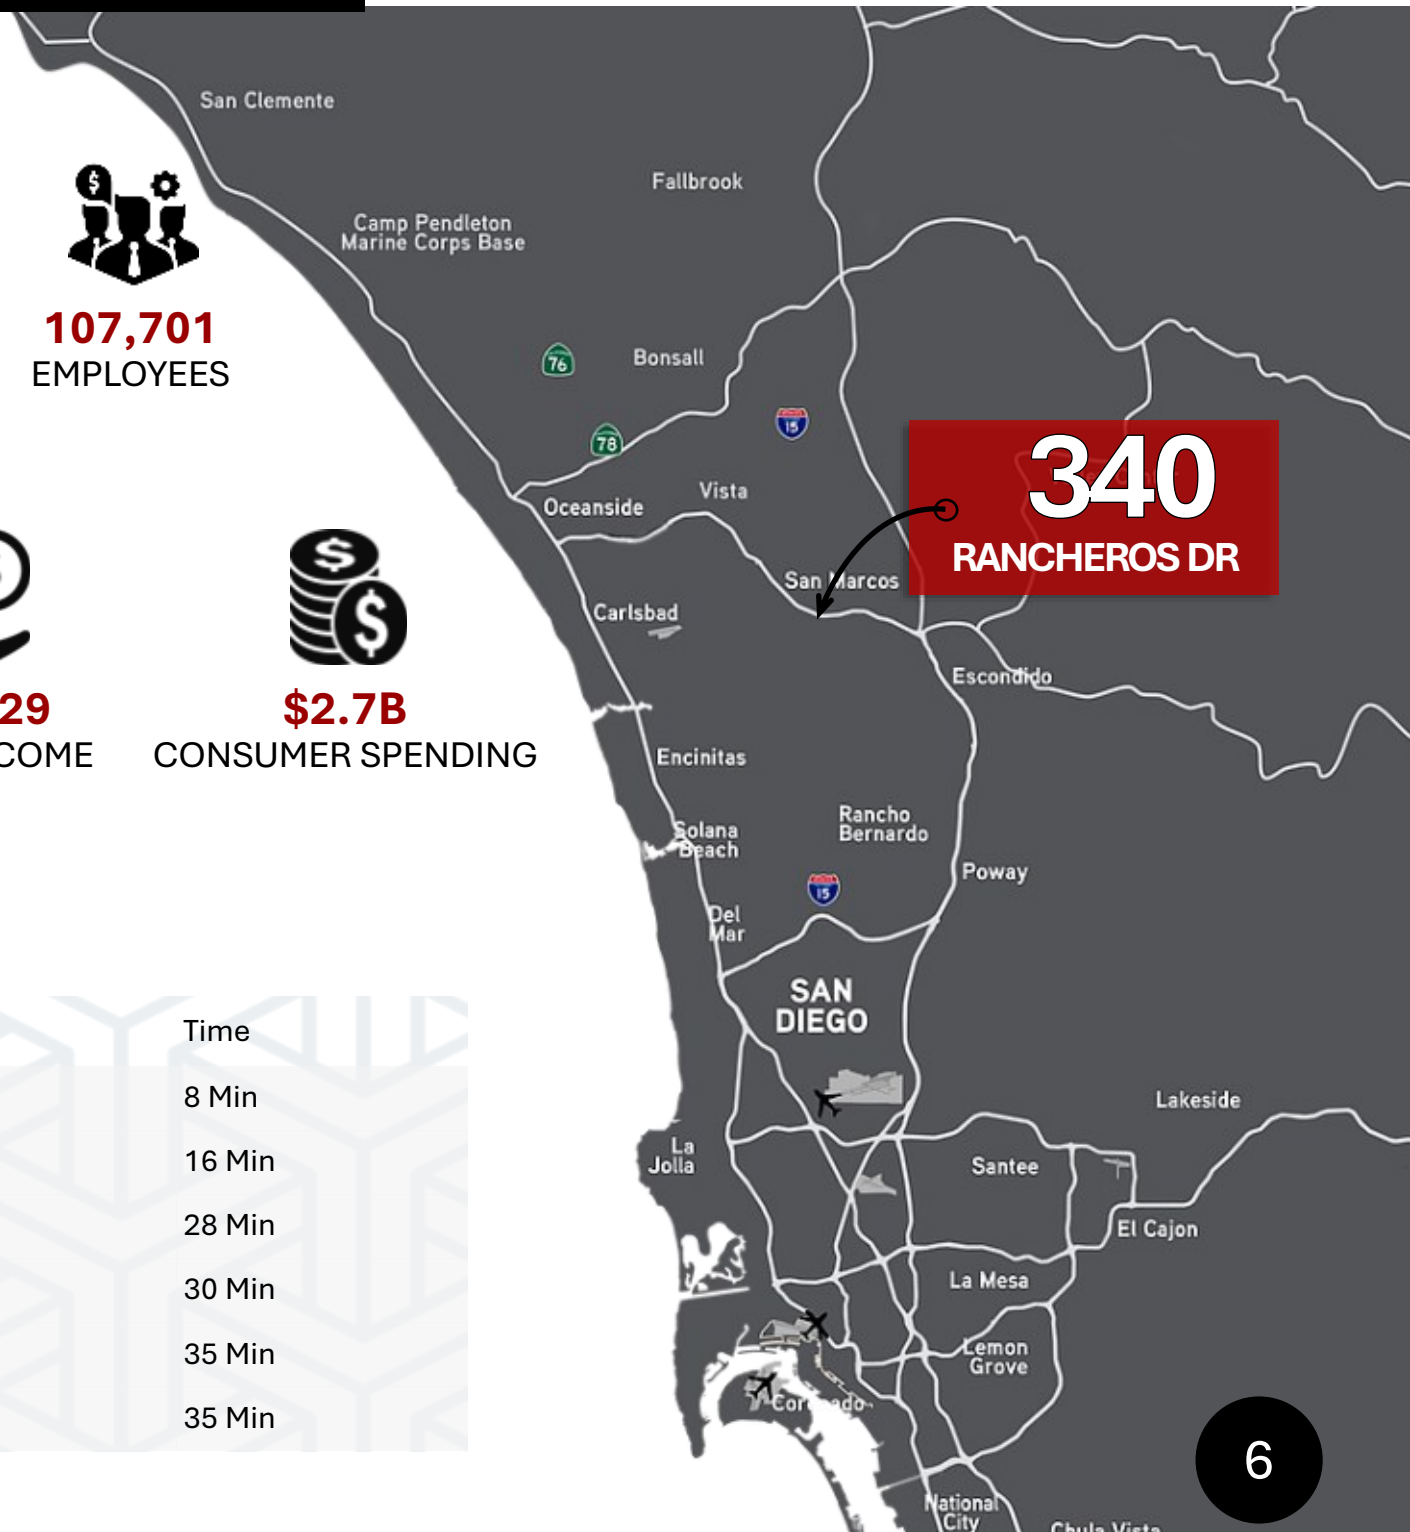 San Clemente
Fallbrook
Camp Pendleton
Marine Corps Base
107,701
EMPLOYEES
76
Bonsall
78
15
340
RANCHEROS DR
Vista
Oceanside
San Marcos
Carlsbad
Escondido
29
COME
$2.7B
CONSUMER SPENDING
Encinitas
Rancho
Bernardo
Solana
Beach
Poway
15
Del
Mar
SAN
DIEGO
Time
8 Min
16 Min
28 Min
30 Min
35 Min
35 Min
Lakeside
La
Jolla
Santee
El Cajon
La Mesa
Lemon
Grove
Coronado
6
National
City
Chula Vista